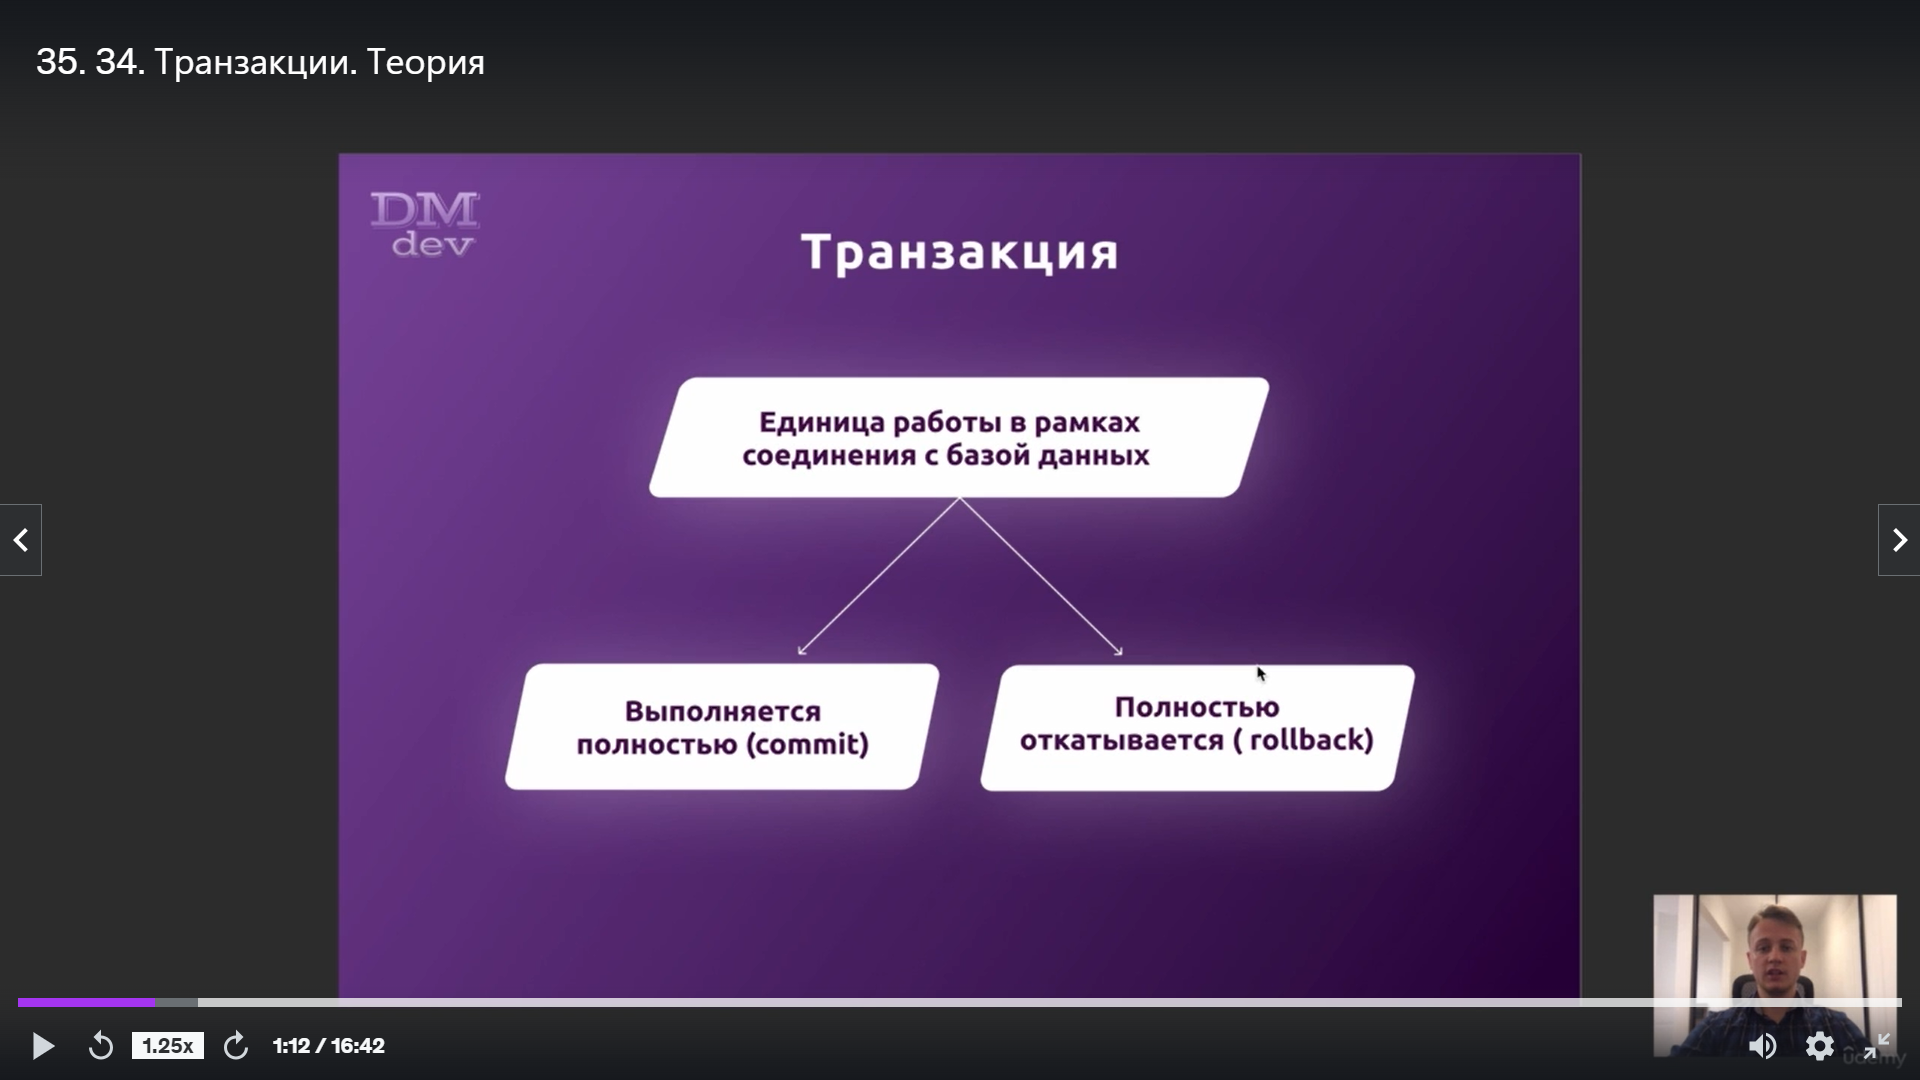 35. 34. Транзакции. Теория
DM
dev
Транзакция
Единица работы в рамках
соединения с базой данных
Выполняется
полностью (commit)
Полностью
откатывается ( rollback)
1.25x
1:12 / 16:42
ûdemy